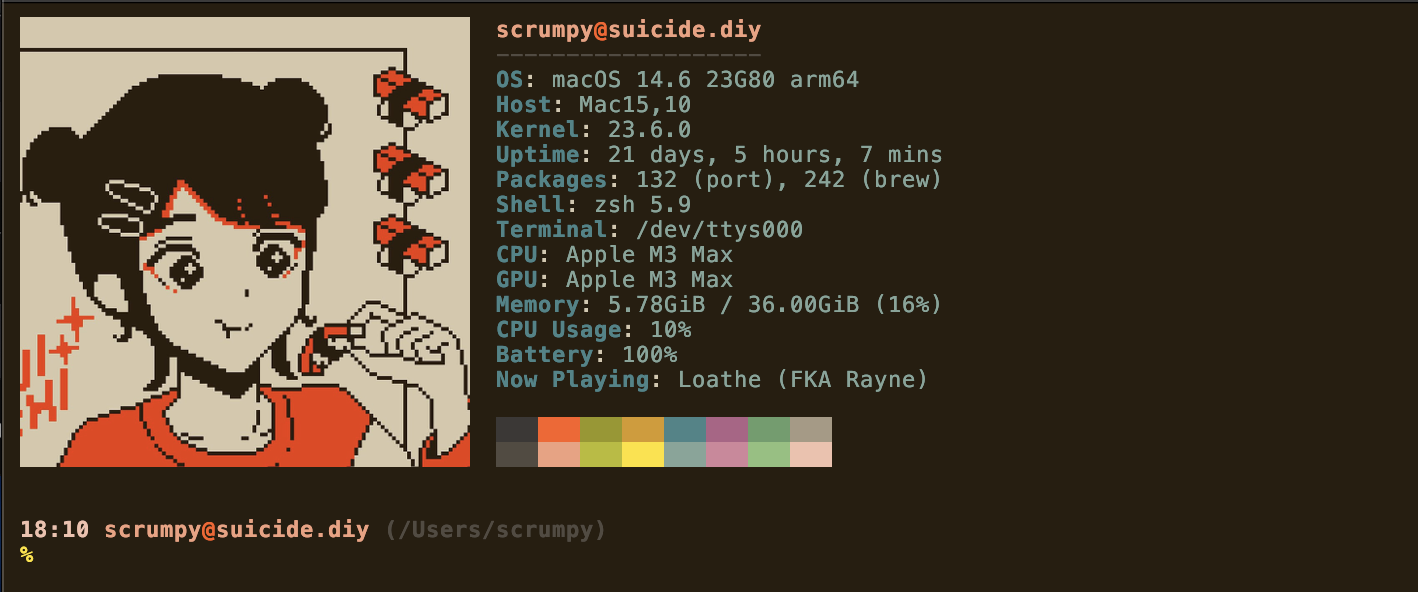 scrumpy@suicide.diy
-------------------
OS: macOS 14.6 23G80 arm64
Host: Mac15,10
Kernel: 23.6.0
Uptime: 21 days, 5 hours, 7 mins
Packages: 132 (port), 242 (brew)
Shell: zsh 5.9
Terminal: /dev/ttys000
CPU: Apple M3 Max
GPU: Apple M3 Max
Memory: 5.78GiB / 36.00GiB (16%)
CPU Usage: 10%
Battery: 100%
Now Playing: Loathe (FKA Rayne)
18:10 scrumpy@suicide.diy (/Users/scrumpy)
%